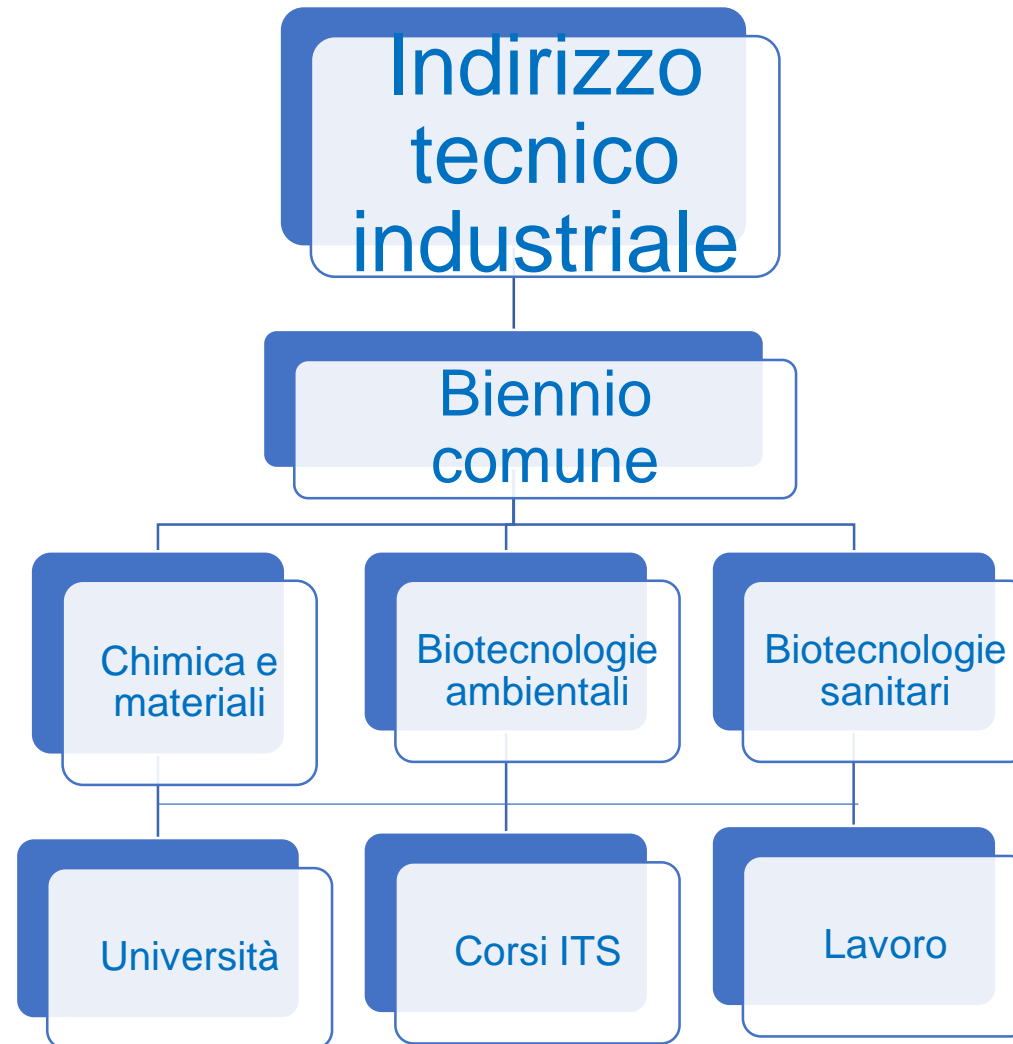 Indirizzo
tecnico
industriale
Biennio
comune
Chimica e
materiali
Biotecnologie
ambientali
Biotecnologie
sanitari
Università
Corsi ITS
Lavoro